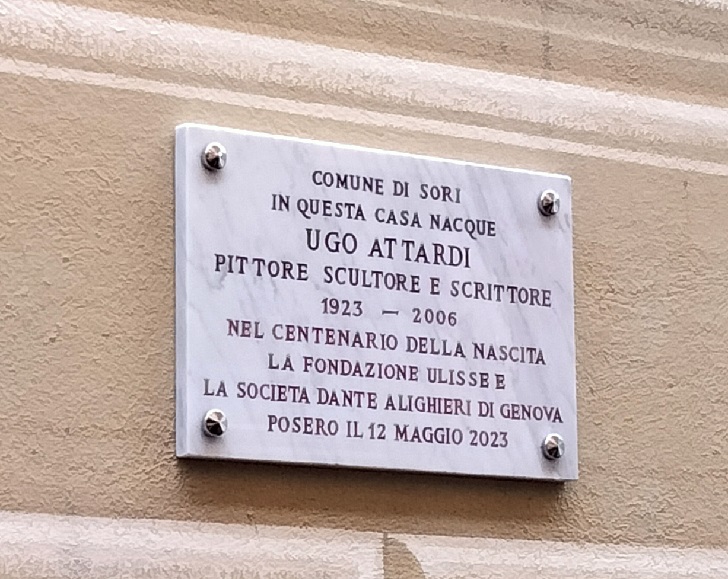 COMUNE DI SORI
IN QUESTA CASA NACQUE
UGO ATTARDI
PITTORE SCULTORE E SCRITTORE
1923 — 2006
NEL CENTENARIO DELLA NASCITA
LA FONDAZIONE ULISSE E
LA SOCIETA DANTE ALIGHIERI DI GENOVA
POSERO IL 12 MAGGIO 2023